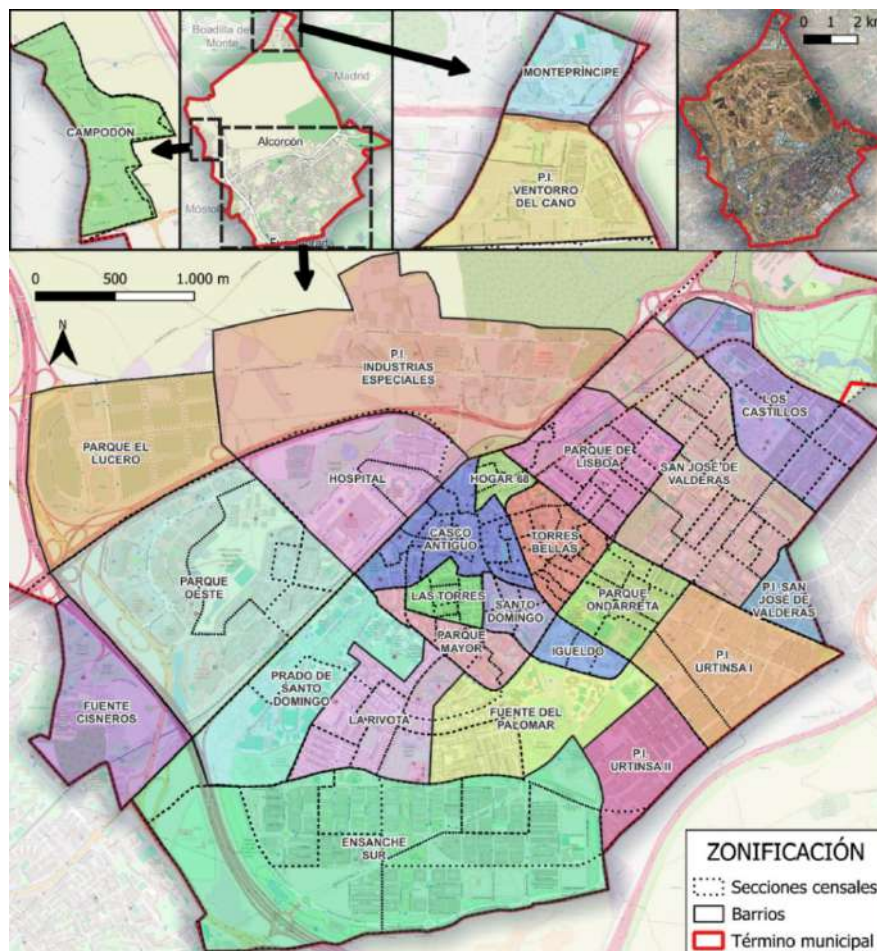 Boadilla de
Monte
Madrid
Alcorcón
Móstoles
CAMPODÓN
MONTEPRÍNCIPE
P.I.
VENTORRO
DEL CANO
0 1 2 km
0 500 1.000 m
N
P.I.
INDUSTRIAS
ESPECIALES
PARQUE EL
LUCERO
HOSPITAL
HOGAR 68
PARQUE DE
LISBOA
SAN JOSÉ DE
VALDERAS
LOS
CASTILLOS
CASCO
ANTIGUO
TORRES
BELLAS
PARQUE
OESTE
LAS TORRES
SANTO
DOMINGO
PARQUE
ONDARRETA
P.I. SAN
JOSÉ DE
VALDERAS
PARQUE
MAYOR
IGUELDO
P.I.
URTINSA I
FUENTE
CISNEROS
PRADO DE
SANTO
DOMINGO
LA RIVOTA
FUENTE DEL
PALOMAR
P.I.
URTINSA II
ENSANCHE
SUR
ZONIFICACIÓN
Secciones censales
Barrios
Término municipal